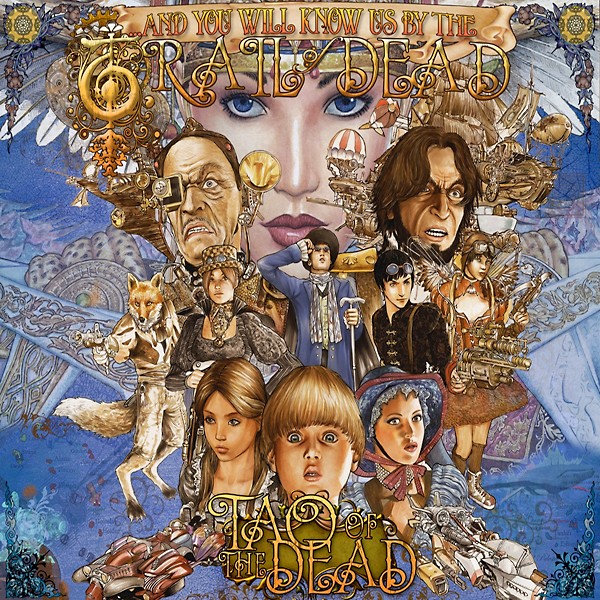 ...AND YOU WILL KNOW US BY THE
TRAIL OF DEAD
TAO OF
THE DEAD